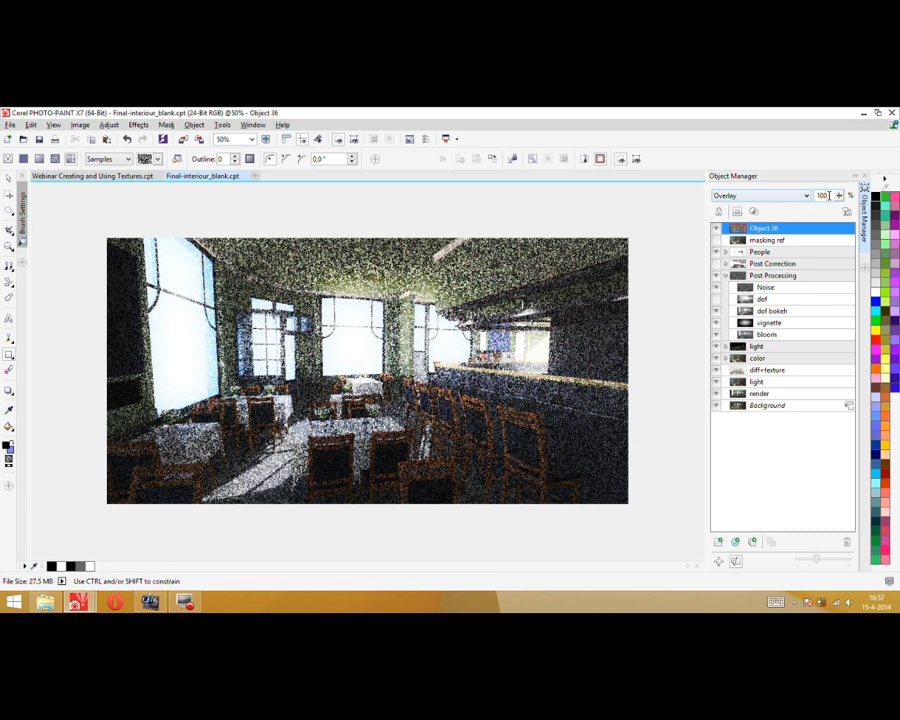 Corel PHOTO-PAINT X7 (64-Bit) - Final-interiour_blank.cpt (24-Bit RGB) @50% - Object 36
File Edit View Image Adjust Effects Mask Object Tools Window Help
50%
Samples Outline: 0 0,0 °
Webinar Creating and Using Textures.cpt Final-interiour_blank.cpt
Brush Settings
Object Manager
Overlay 100 %
Object Manager
Object 36
masking ref
People
Post Correction
Post Processing
Noise
dof
dof bokeh
vignette
bloom
light
color
diff+texture
light
render
Background
File Size: 27.5 MB Use CTRL and/or SHIFT to constrain
16:57
15-4-2014